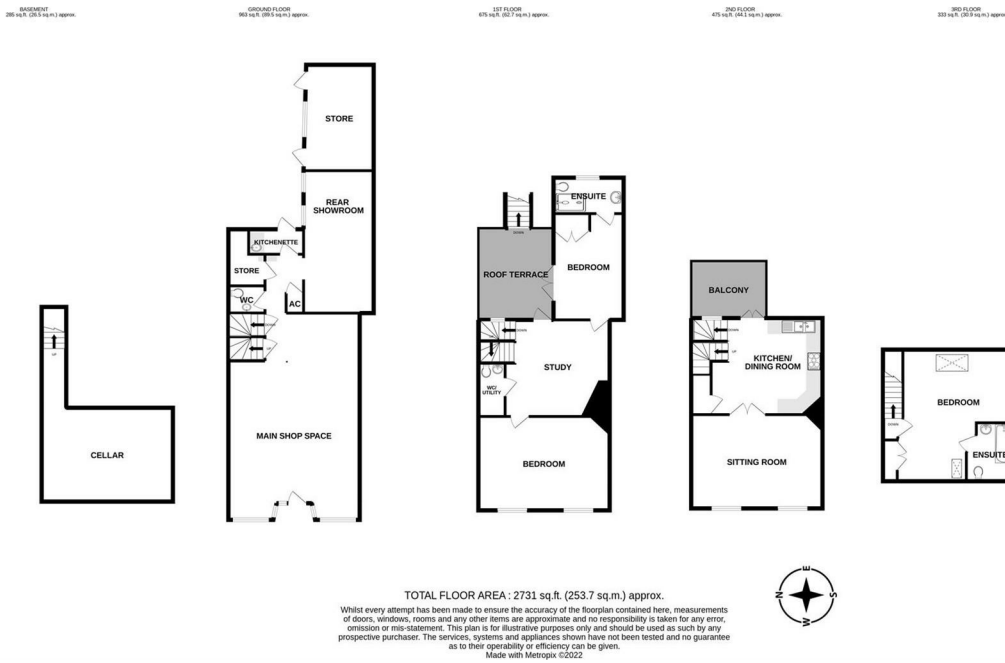 BASEMENT
285 sq.ft. (26.5 sq.m.) approx.
GROUND FLOOR
963 sq.ft. (89.5 sq.m.) approx.
1ST FLOOR
675 sq.ft. (62.7 sq.m.) approx.
2ND FLOOR
475 sq.ft. (44.1 sq.m.) approx.
3RD FLOOR
333 sq.ft. (30.9 sq.m.) approx
UP
CELLAR
STORE
REAR
SHOWROOM
KITCHENETTE
STORE
WC
AC
DOWN
UP
MAIN SHOP SPACE
ENSUITE
DOWN
ROOF TERRACE
BEDROOM
DOWN
STUDY
WC/
UTILITY
BEDROOM
BALCONY
DOWN
UP
KITCHEN/
DINING ROOM
SITTING ROOM
BEDROOM
DOWN
ENSUITE
TOTAL FLOOR AREA : 2731 sq.ft. (253.7 sq.m.) approx.
Whilst every attempt has been made to ensure the accuracy of the floorplan contained here, measurements
of doors, windows, rooms and any other items are approximate and no responsibility is taken for any error,
omission or mis-statement. This plan is for illustrative purposes only and should be used as such by any
prospective purchaser. The services, systems and appliances shown have not been tested and no guarantee
as to their operability or efficiency can be given.
Made with Metropix ©2022
E
N
S
W